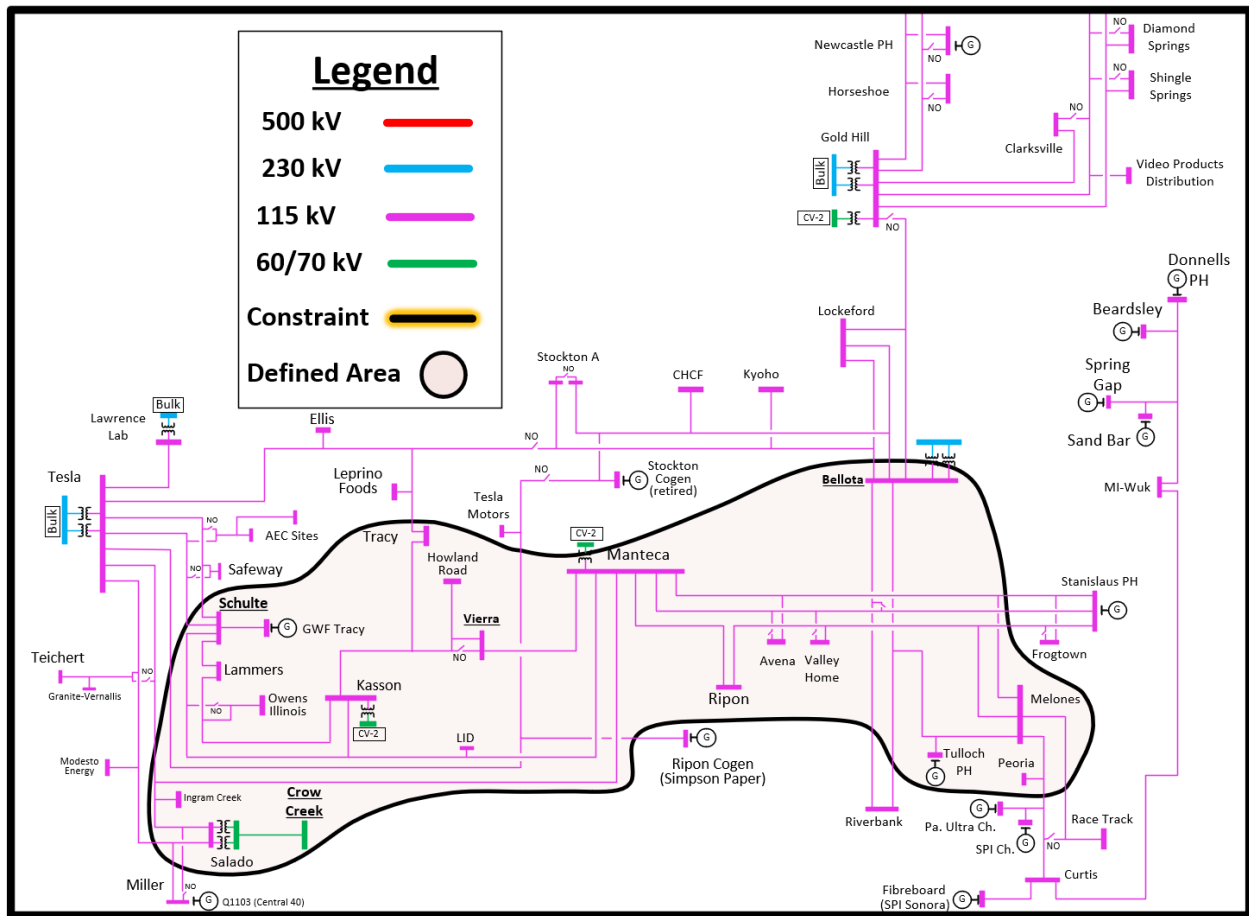 Legend
500 kV
230 kV
115 kV
60/70 kV
Constraint
Defined Area
Newcastle PH
NO
G
Horseshoe
NO
Gold Hill
Bulk
CV-2
NO
NO
Diamond
Springs
NO
Shingle
Springs
NO
Clarksville
Video Products
Distribution
Donnells
PH
G
Beardsley
G
Spring
Gap
G
Sand Bar
G
MI-Wuk
Lockeford
Stockton A
NO
CHCF
Kyoho
Bulk
Lawrence
Lab
Ellis
NO
Leprino
Foods
NO
Stockton
Cogen
(retired)
G
Tesla
Motors
Bellota
Tesla
Bulk
NO
AEC Sites
NO
Safeway
Tracy
Howland
Road
CV-2
Manteca
Stanislaus PH
G
Schulte
G
GWF Tracy
Vierra
NO
Avena
Valley
Home
Frogtown
Teichert
NO
Granite-Vernallis
Lammers
Owens
Illinois
NO
Kasson
CV-2
Ripon
Melones
LID
G
Ripon Cogen
(Simpson Paper)
Tulloch
PH
G
Peoria
Modesto
Energy
Ingram Creek
Crow
Creek
Salado
Riverbank
G
Pa. Ultra Ch.
G
SPI Ch.
NO
Race Track
Miller
NO
G
Q1103 (Central 40)
Curtis
Fibreboard
(SPI Sonora)
G